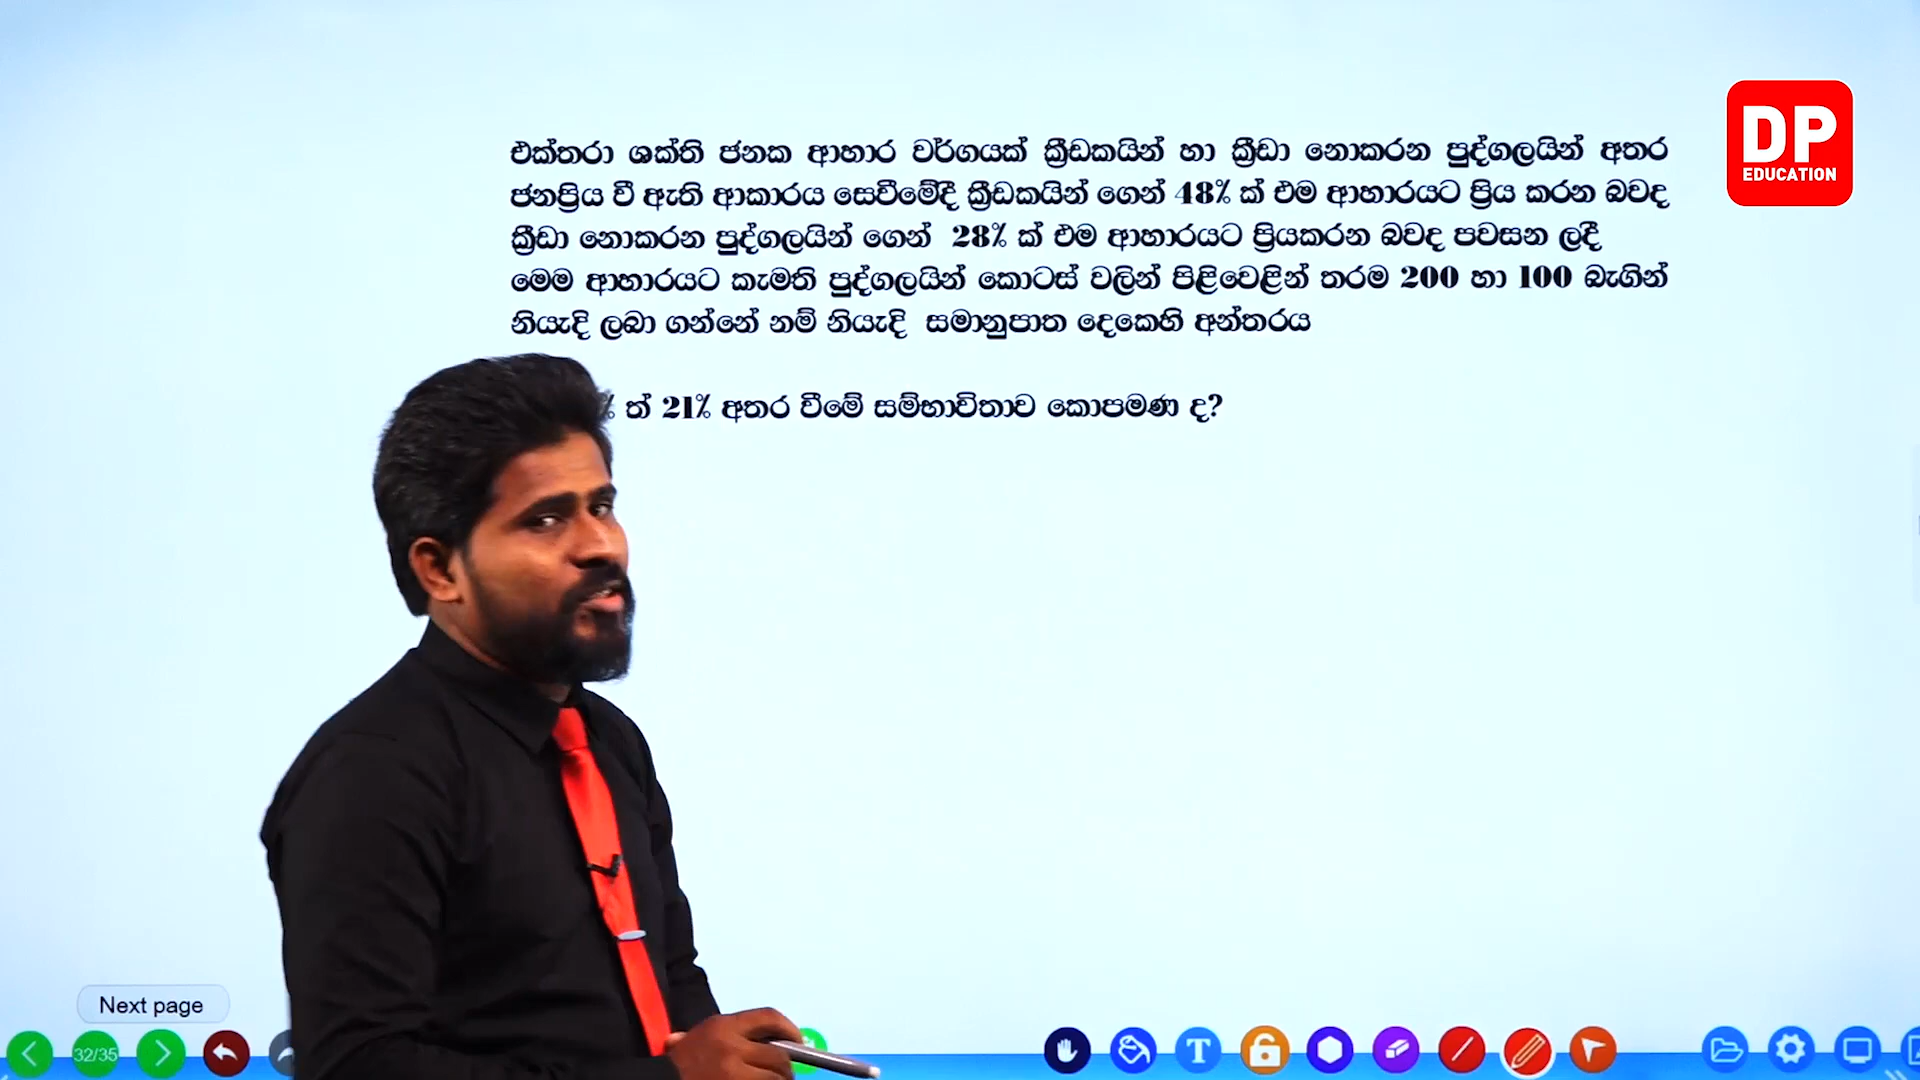 DP
EDUCATION
එක්තරා ශක්ති ජනක ආහාර වර්ගයක් ක්‍රීඩකයින් හා ක්‍රීඩා නොකරන පුද්ගලයින් අතර
ජනප්‍රිය වී ඇති ආකාරය සෙවීමේදී ක්‍රීඩකයින් ගෙන් 48% ක් එම ආහාරයට ප්‍රිය කරන බවද
ක්‍රීඩා නොකරන පුද්ගලයින් ගෙන් 28% ක් එම ආහාරයට ප්‍රියකරන බවද පවසන ලදී
මෙම ආහාරයට කැමති පුද්ගලයින් කොටස් වලින් පිළිවෙළින් තරම 200 හා 100 බැගින්
නියැදි ලබා ගන්නේ නම් නියැදි සමානුපාත දෙකෙහි අන්තරය
% ත් 21% අතර වීමේ සම්භාවිතාව කොපමණ ද?
Next page
32/35
T